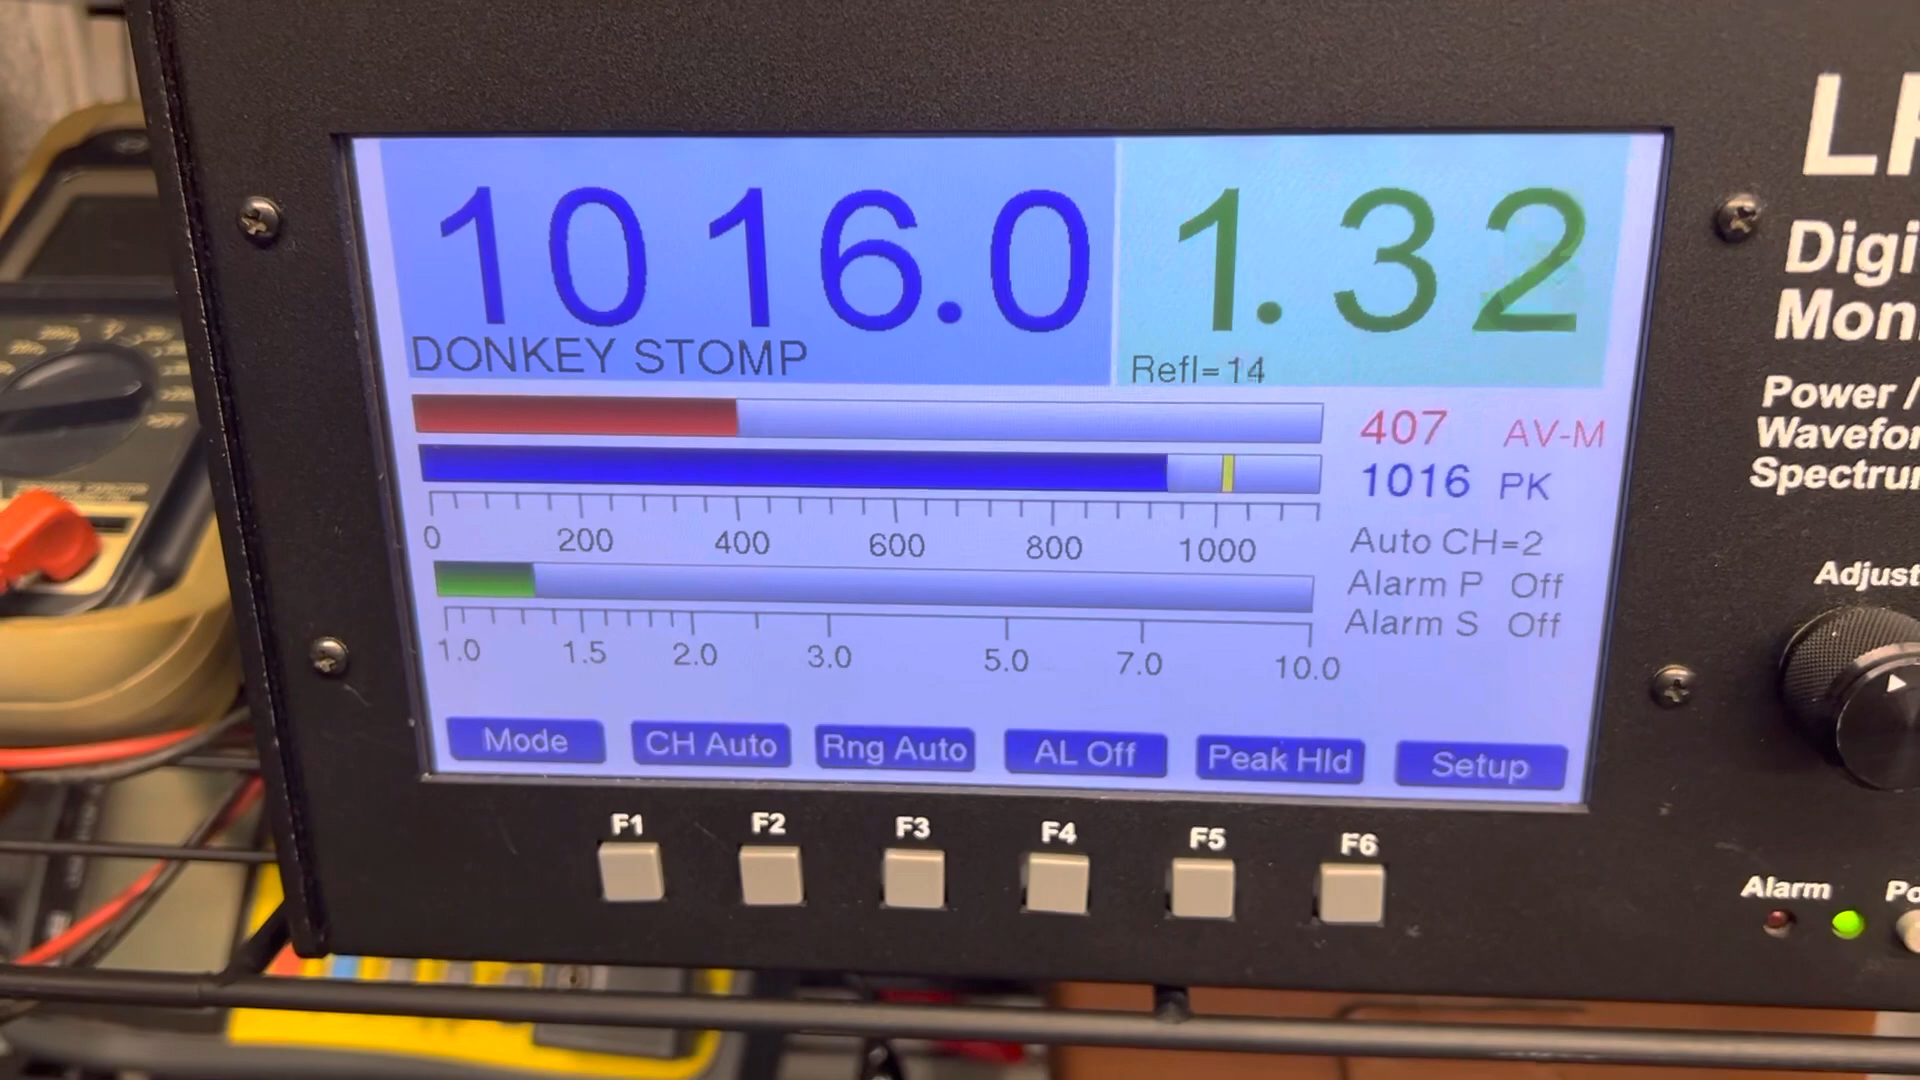 1016.0 1.32
DONKEY STOMP
Refl=14
407 AV-M
1016 PK
0 200 400 600 800 1000
Auto CH=2
Alarm P Off
Alarm S Off
1.0 1.5 2.0 3.0 5.0 7.0 10.0
Mode CH Auto Rng Auto AL Off Peak Hld Setup
F1 F2 F3 F4 F5 F6
Digi
Mon
Power /
Wavefor
Spectrum
Adjust
Alarm Po